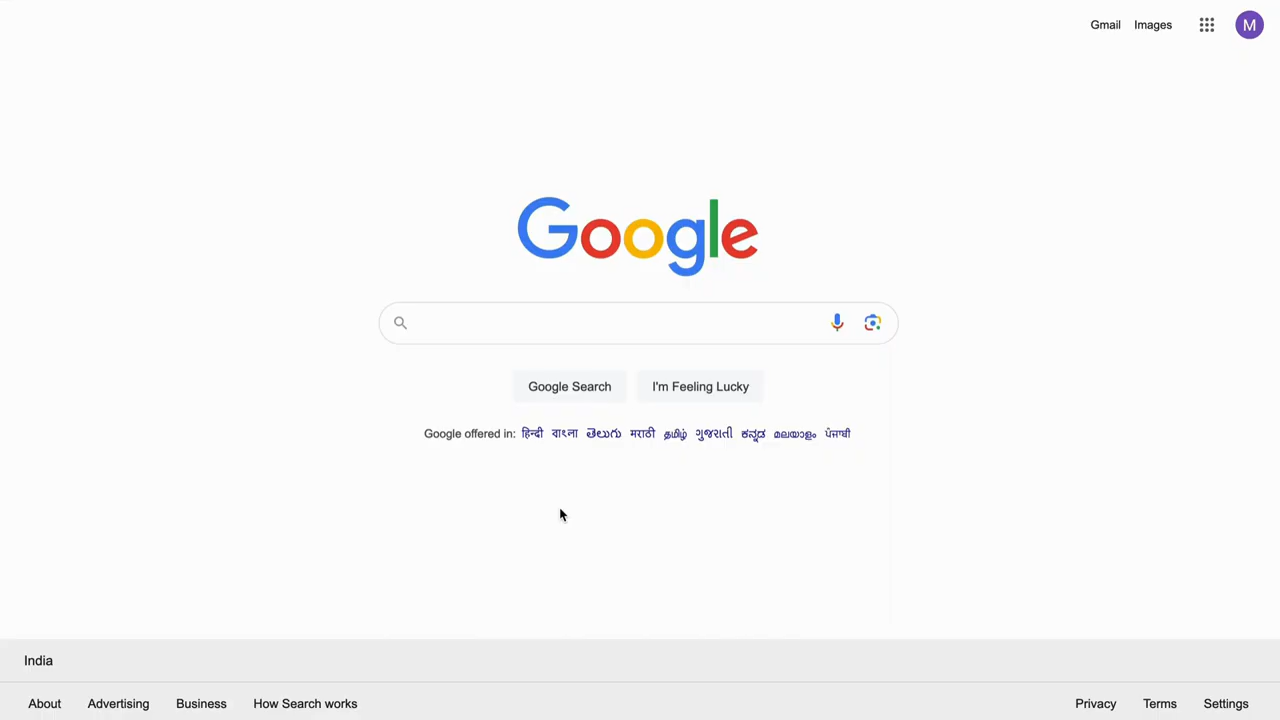 Gmail Images M
Google
Google Search I'm Feeling Lucky
Google offered in: हिन्दी বাংলা తెలుగు मराठी தமிழ் ગુજરાતી ಕನ್ನಡ മലയാളം ਪੰਜਾਬੀ
India
About Advertising Business How Search works Privacy Terms Settings